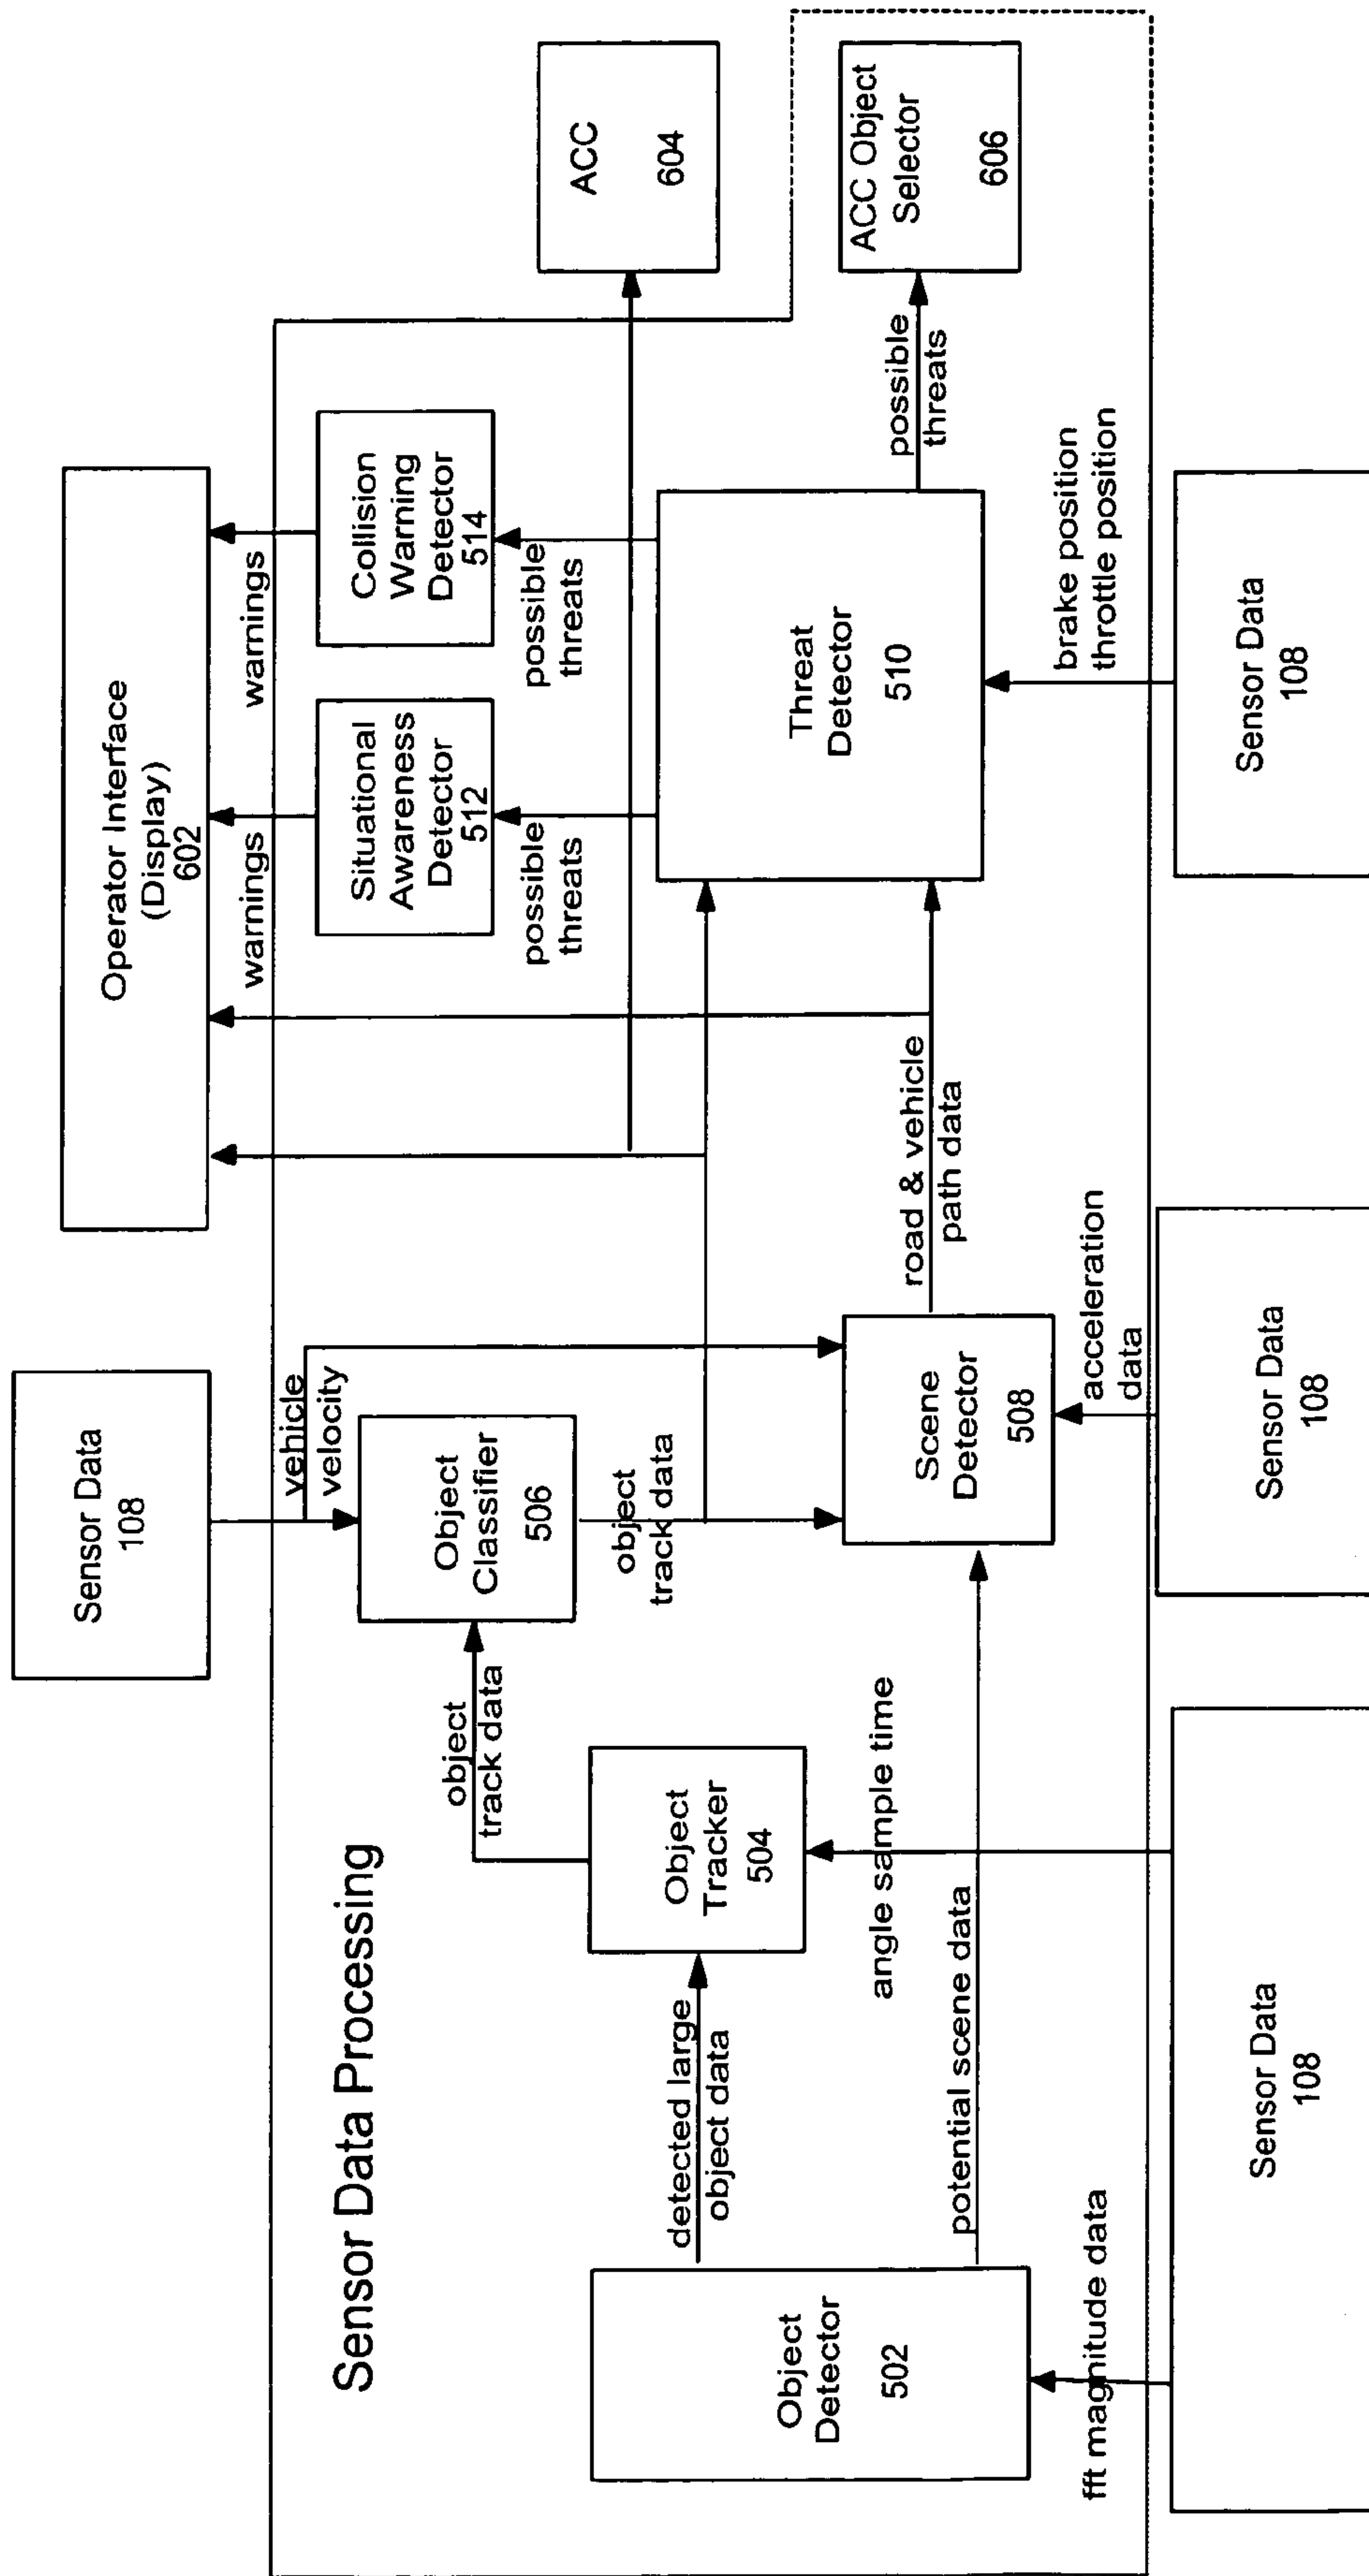 Sensor Data Processing
Sensor Data
108
Operator Interface
(Display)
602
vehicle
velocity
warnings
warnings
Object
Classifier
506
Situational
Awareness
Detector
512
Collision
Warning
Detector
514
ACC
604
object
track data
object
track data
possible
threats
possible
threats
detected large
object data
Object
Tracker
504
Object
Detector
502
angle sample time
potential scene data
Scene
Detector
508
road & vehicle
path data
Threat
Detector
510
possible
threats
ACC Object
Selector
606
fft magnitude data
acceleration
data
brake position
throttle position
Sensor Data
108
Sensor Data
108
Sensor Data
108